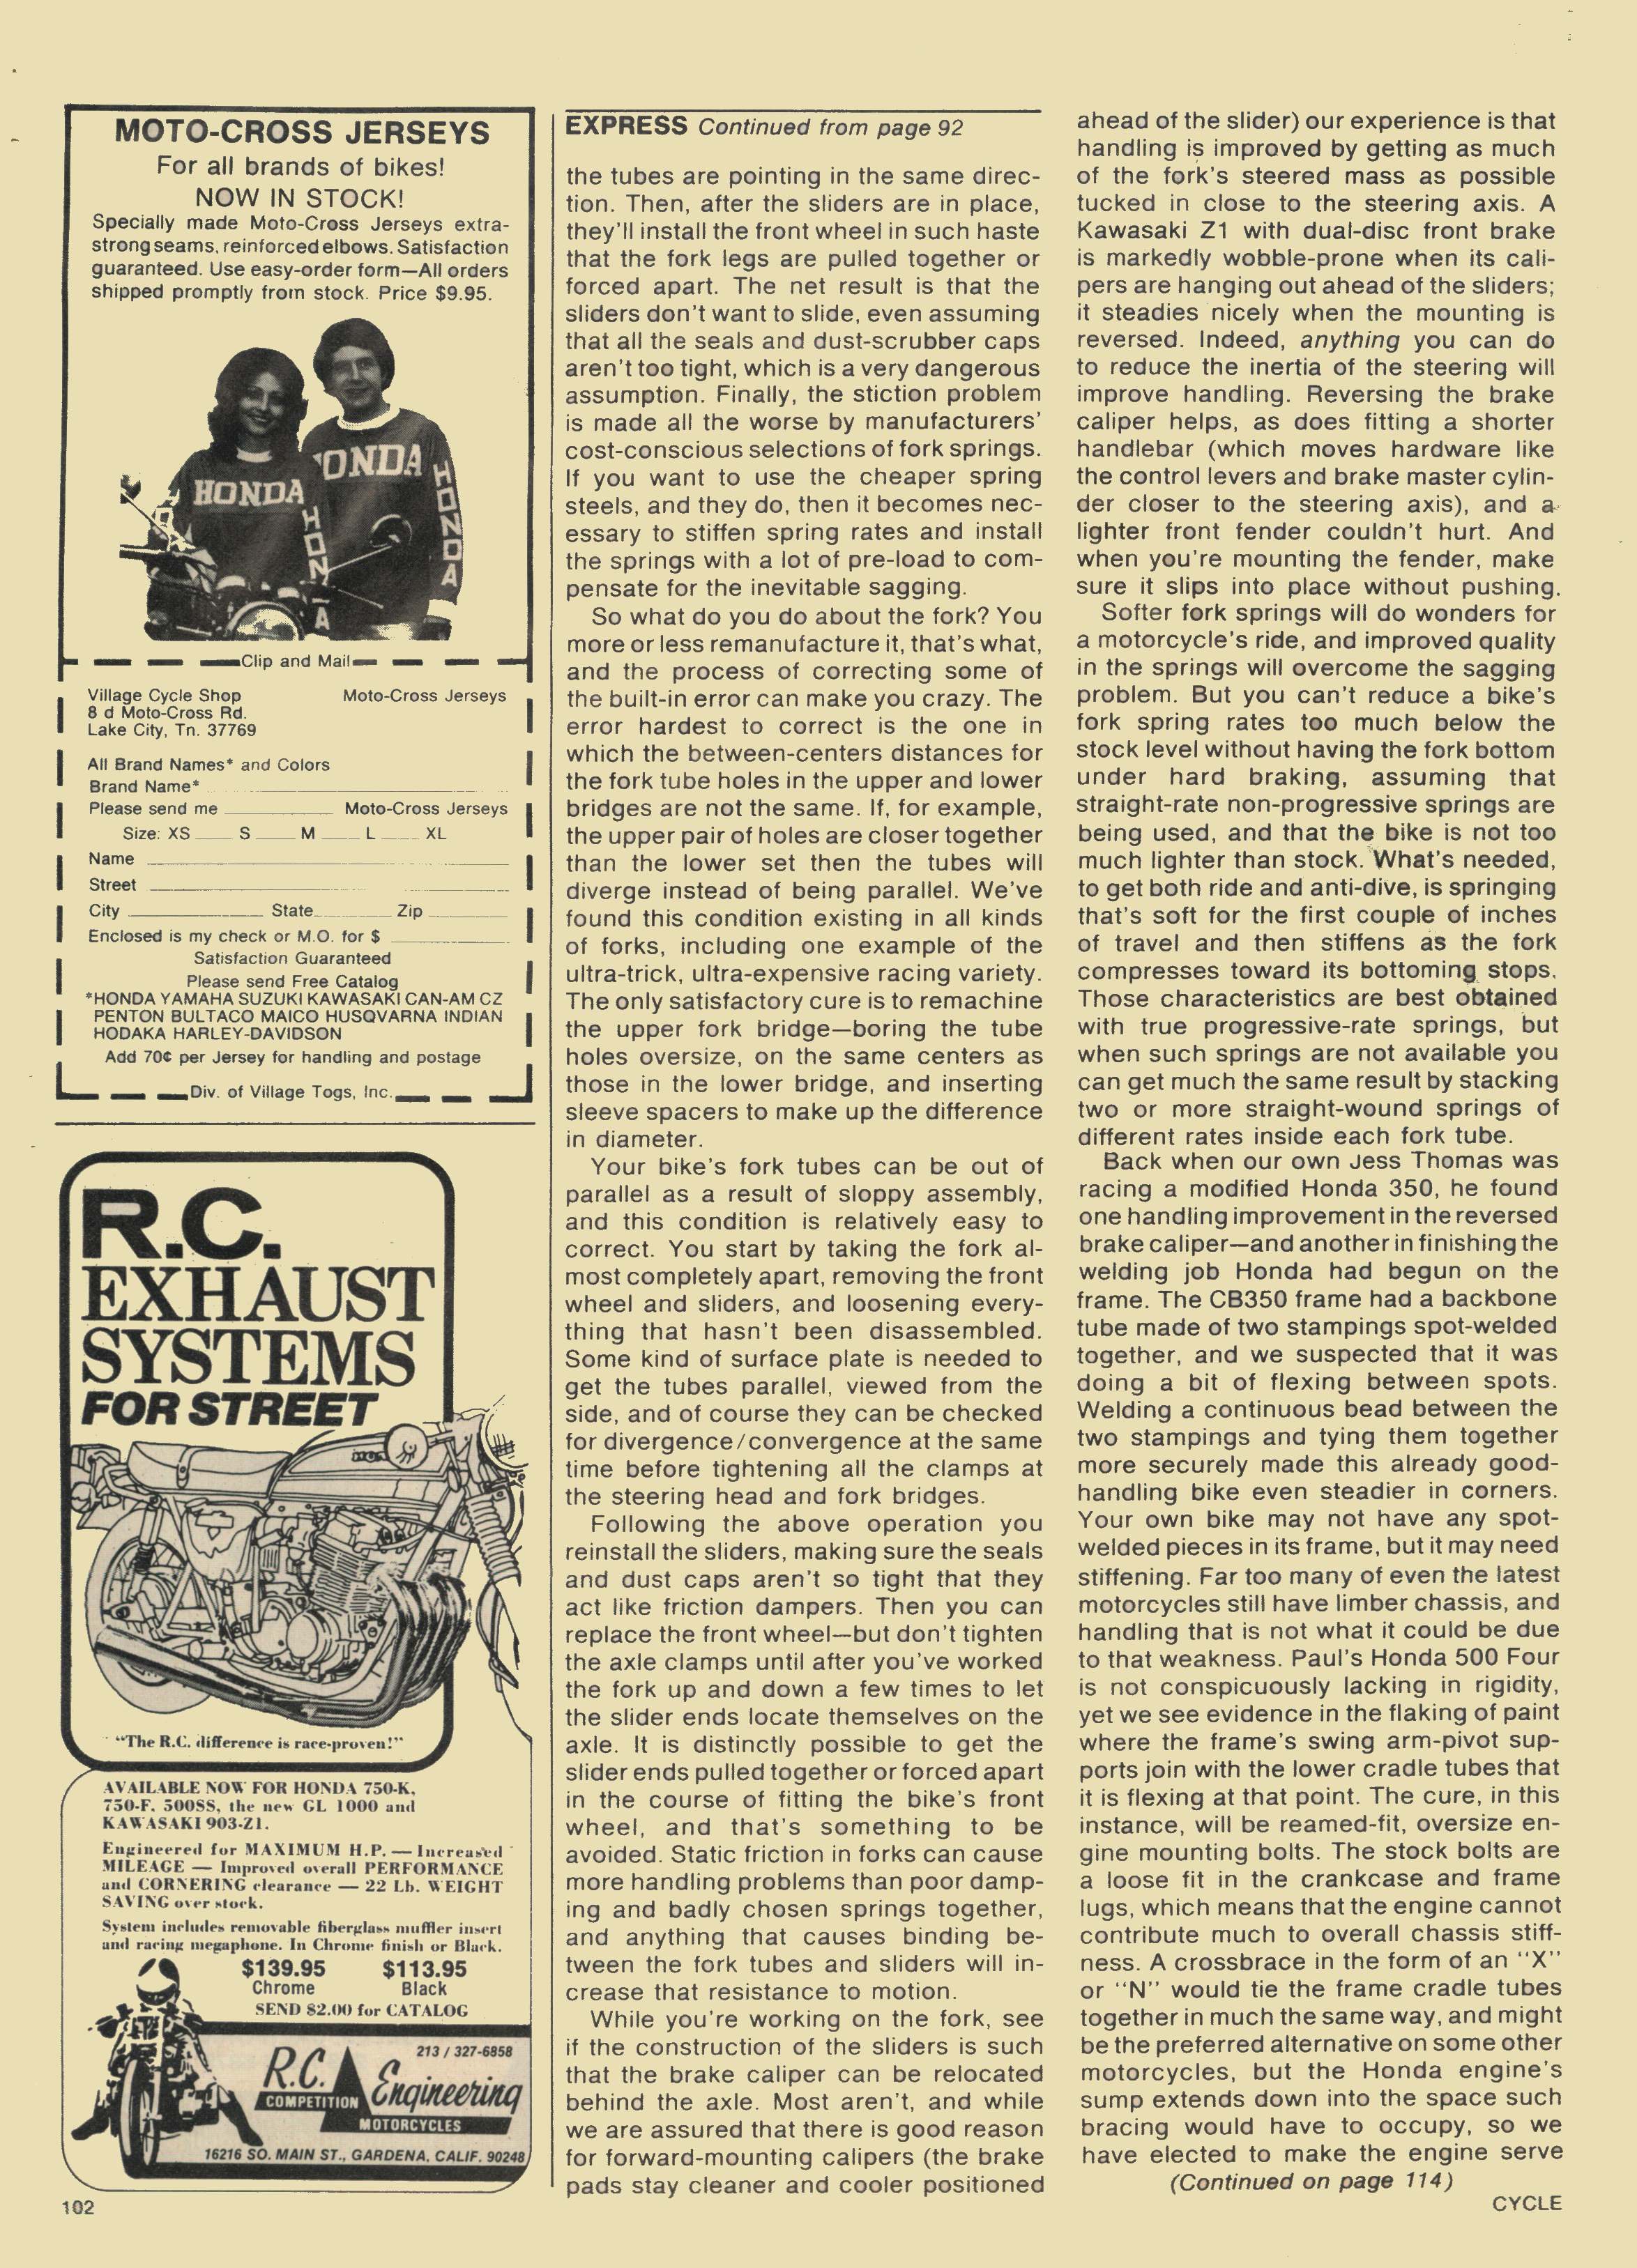 MOTO-CROSS JERSEYS
For all brands of bikes!
NOW IN STOCK!
Specially made Moto-Cross Jerseys extra-
strong seams, reinforced elbows. Satisfaction
guaranteed. Use easy-order form—All orders
shipped promptly from stock. Price $9.95.
HONDA
ONDA
HONDA
HONDA
Clip and Mail
Village Cycle Shop Moto-Cross Jerseys
8 d Moto-Cross Rd.
Lake City, Tn. 37769
All Brand Names* and Colors
Brand Name*
Please send me Moto-Cross Jerseys
Size: XS S M L XL
Name
Street
City State Zip
Enclosed is my check or M.O. for $
Satisfaction Guaranteed
Please send Free Catalog
*HONDA YAMAHA SUZUKI KAWASAKI CAN-AM CZ
PENTON BULTACO MAICO HUSQVARNA INDIAN
HODAKA HARLEY-DAVIDSON
Add 70¢ per Jersey for handling and postage
Div. of Village Togs, Inc.
R.C.
EXHAUST
SYSTEMS
FOR STREET
"The R.C. difference is race-proven!"
AVAILABLE NOW FOR HONDA 750-K,
750-F, 500SS, the new GL 1000 and
KAWASAKI 903-Z1.
Engineered for MAXIMUM H.P. — Increased
MILEAGE — Improved overall PERFORMANCE
and CORNERING clearance — 22 Lb. WEIGHT
SAVING over stock.
System includes removable fiberglass muffler insert
and racing megaphone. In Chrome finish or Black.
$139.95 $113.95
Chrome Black
SEND $2.00 for CATALOG
213 / 327-6858
R.C. Engineering
COMPETITION
MOTORCYCLES
16216 SO. MAIN ST., GARDENA, CALIF. 90248
102
EXPRESS Continued from page 92
the tubes are pointing in the same direc-
tion. Then, after the sliders are in place,
they'll install the front wheel in such haste
that the fork legs are pulled together or
forced apart. The net result is that the
sliders don't want to slide, even assuming
that all the seals and dust-scrubber caps
aren't too tight, which is a very dangerous
assumption. Finally, the stiction problem
is made all the worse by manufacturers'
cost-conscious selections of fork springs.
If you want to use the cheaper spring
steels, and they do, then it becomes nec-
essary to stiffen spring rates and install
the springs with a lot of pre-load to com-
pensate for the inevitable sagging.
So what do you do about the fork? You
more or less remanufacture it, that's what,
and the process of correcting some of
the built-in error can make you crazy. The
error hardest to correct is the one in
which the between-centers distances for
the fork tube holes in the upper and lower
bridges are not the same. If, for example,
the upper pair of holes are closer together
than the lower set then the tubes will
diverge instead of being parallel. We've
found this condition existing in all kinds
of forks, including one example of the
ultra-trick, ultra-expensive racing variety.
The only satisfactory cure is to remachine
the upper fork bridge—boring the tube
holes oversize, on the same centers as
those in the lower bridge, and inserting
sleeve spacers to make up the difference
in diameter.
Your bike's fork tubes can be out of
parallel as a result of sloppy assembly,
and this condition is relatively easy to
correct. You start by taking the fork al-
most completely apart, removing the front
wheel and sliders, and loosening every-
thing that hasn't been disassembled.
Some kind of surface plate is needed to
get the tubes parallel, viewed from the
side, and of course they can be checked
for divergence/convergence at the same
time before tightening all the clamps at
the steering head and fork bridges.
Following the above operation you
reinstall the sliders, making sure the seals
and dust caps aren't so tight that they
act like friction dampers. Then you can
replace the front wheel—but don't tighten
the axle clamps until after you've worked
the fork up and down a few times to let
the slider ends locate themselves on the
axle. It is distinctly possible to get the
slider ends pulled together or forced apart
in the course of fitting the bike's front
wheel, and that's something to be
avoided. Static friction in forks can cause
more handling problems than poor damp-
ing and badly chosen springs together,
and anything that causes binding be-
tween the fork tubes and sliders will in-
crease that resistance to motion.
While you're working on the fork, see
if the construction of the sliders is such
that the brake caliper can be relocated
behind the axle. Most aren't, and while
we are assured that there is good reason
for forward-mounting calipers (the brake
pads stay cleaner and cooler positioned
ahead of the slider) our experience is that
handling is improved by getting as much
of the fork's steered mass as possible
tucked in close to the steering axis. A
Kawasaki Z1 with dual-disc front brake
is markedly wobble-prone when its cali-
pers are hanging out ahead of the sliders;
it steadies nicely when the mounting is
reversed. Indeed, anything you can do
to reduce the inertia of the steering will
improve handling. Reversing the brake
caliper helps, as does fitting a shorter
handlebar (which moves hardware like
the control levers and brake master cylin-
der closer to the steering axis), and a
lighter front fender couldn't hurt. And
when you're mounting the fender, make
sure it slips into place without pushing.
Softer fork springs will do wonders for
a motorcycle's ride, and improved quality
in the springs will overcome the sagging
problem. But you can't reduce a bike's
fork spring rates too much below the
stock level without having the fork bottom
under hard braking, assuming that
straight-rate non-progressive springs are
being used, and that the bike is not too
much lighter than stock. What's needed,
to get both ride and anti-dive, is springing
that's soft for the first couple of inches
of travel and then stiffens as the fork
compresses toward its bottoming stops.
Those characteristics are best obtained
with true progressive-rate springs, but
when such springs are not available you
can get much the same result by stacking
two or more straight-wound springs of
different rates inside each fork tube.
Back when our own Jess Thomas was
racing a modified Honda 350, he found
one handling improvement in the reversed
brake caliper—and another in finishing the
welding job Honda had begun on the
frame. The CB350 frame had a backbone
tube made of two stampings spot-welded
together, and we suspected that it was
doing a bit of flexing between spots.
Welding a continuous bead between the
two stampings and tying them together
more securely made this already good-
handling bike even steadier in corners.
Your own bike may not have any spot-
welded pieces in its frame, but it may need
stiffening. Far too many of even the latest
motorcycles still have limber chassis, and
handling that is not what it could be due
to that weakness. Paul's Honda 500 Four
is not conspicuously lacking in rigidity,
yet we see evidence in the flaking of paint
where the frame's swing arm-pivot sup-
ports join with the lower cradle tubes that
it is flexing at that point. The cure, in this
instance, will be reamed-fit, oversize en-
gine mounting bolts. The stock bolts are
a loose fit in the crankcase and frame
lugs, which means that the engine cannot
contribute much to overall chassis stiff-
ness. A crossbrace in the form of an "X"
or "N" would tie the frame cradle tubes
together in much the same way, and might
be the preferred alternative on some other
motorcycles, but the Honda engine's
sump extends down into the space such
bracing would have to occupy, so we
have elected to make the engine serve
(Continued on page 114)
CYCLE